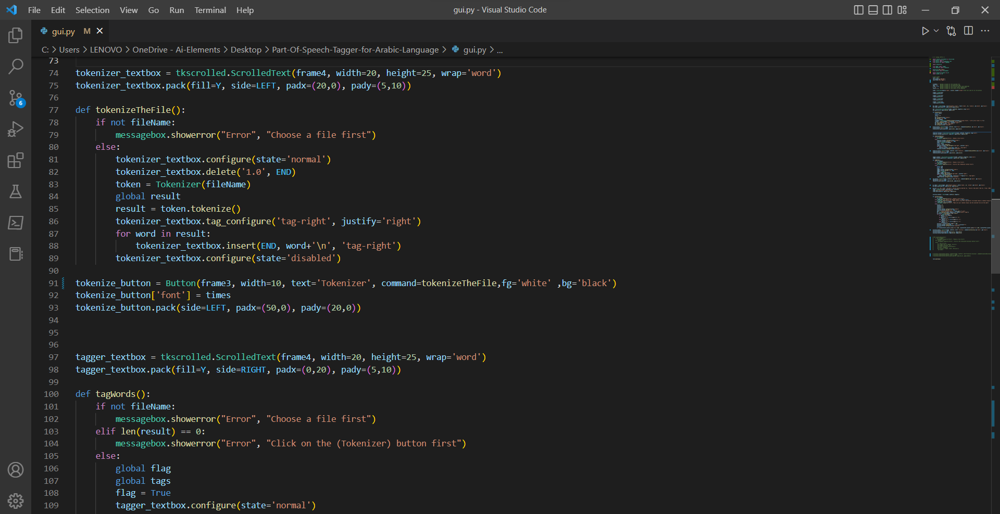 File Edit Selection View Go Run Terminal Help gui.py - Visual Studio Code
gui.py M
C: > Users > LENOVO > OneDrive - Ai-Elements > Desktop > Part-Of-Speech-Tagger-for-Arabic-Language > gui.py > ...
73
74 tokenizer_textbox = tkscrolled.ScrolledText(frame4, width=20, height=25, wrap='word')
75 tokenizer_textbox.pack(fill=Y, side=LEFT, padx=(20,0), pady=(5,10))
76
77 def tokenizeTheFile():
78     if not fileName:
79         messagebox.showerror("Error", "Choose a file first")
80     else:
81         tokenizer_textbox.configure(state='normal')
82         tokenizer_textbox.delete('1.0', END)
83         token = Tokenizer(fileName)
84         global result
85         result = token.tokenize()
86         tokenizer_textbox.tag_configure('tag-right', justify='right')
87         for word in result:
88             tokenizer_textbox.insert(END, word+'\n', 'tag-right')
89         tokenizer_textbox.configure(state='disabled')
90
91 tokenize_button = Button(frame3, width=10, text='Tokenizer', command=tokenizeTheFile,fg='white' ,bg='black')
92 tokenize_button['font'] = times
93 tokenize_button.pack(side=LEFT, padx=(50,0), pady=(20,0))
94
95
96
97 tagger_textbox = tkscrolled.ScrolledText(frame4, width=20, height=25, wrap='word')
98 tagger_textbox.pack(fill=Y, side=RIGHT, padx=(0,20), pady=(5,10))
99
100 def tagWords():
101     if not fileName:
102         messagebox.showerror("Error", "Choose a file first")
103     elif len(result) == 0:
104         messagebox.showerror("Error", "Click on the (Tokenizer) button first")
105     else:
106         global flag
107         global tags
108         flag = True
109         tagger_textbox.configure(state='normal')
6